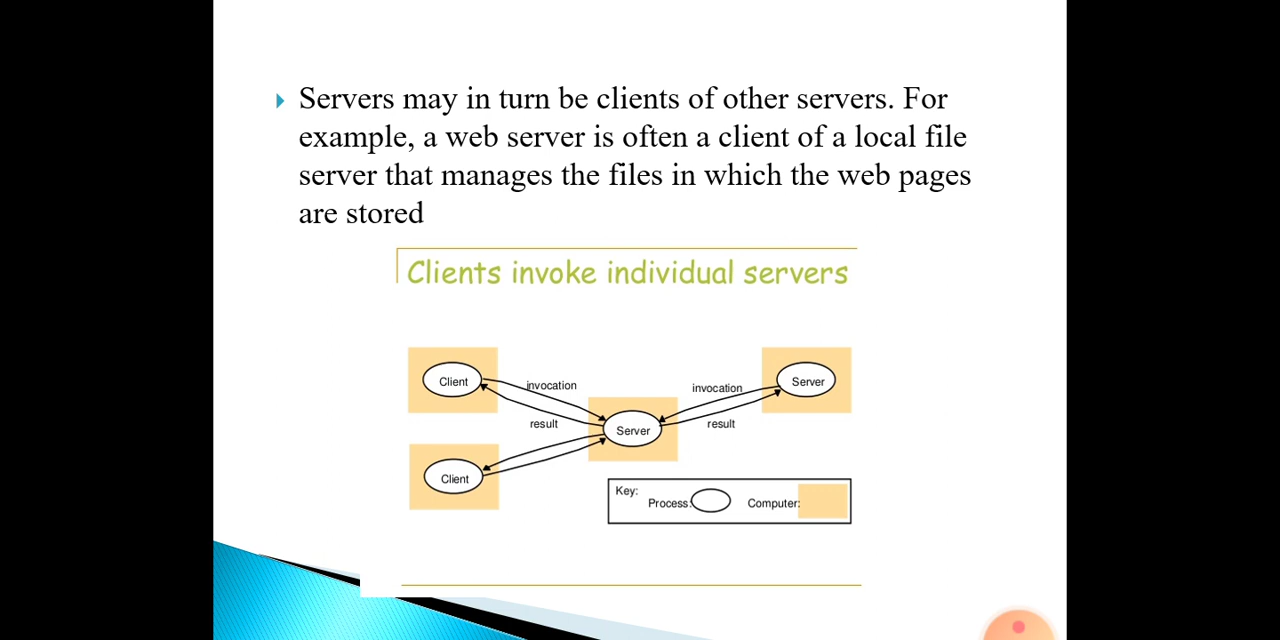 Servers may in turn be clients of other servers. For
example, a web server is often a client of a local file
server that manages the files in which the web pages
are stored
Clients invoke individual servers
Client
invocation
invocation
Server
result
Server
result
Client
Key:
Process:
Computer: